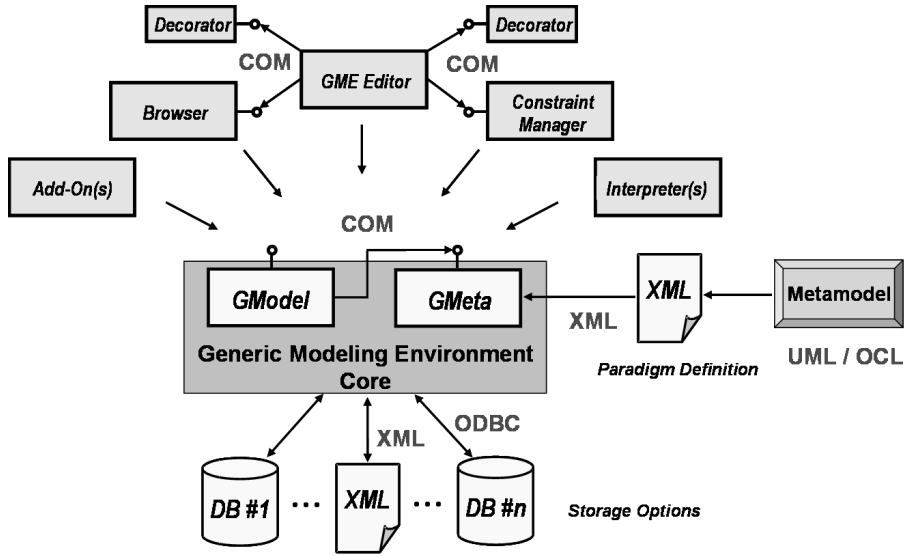 Decorator
Decorator
COM
GME Editor
COM
Browser
Constraint
Manager
Add-On(s)
Interpreter(s)
COM
GModel
GMeta
XML
Metamodel
XML
Generic Modeling Environment
Core
Paradigm Definition
UML / OCL
XML
ODBC
DB #1
...
XML
...
DB #n
Storage Options